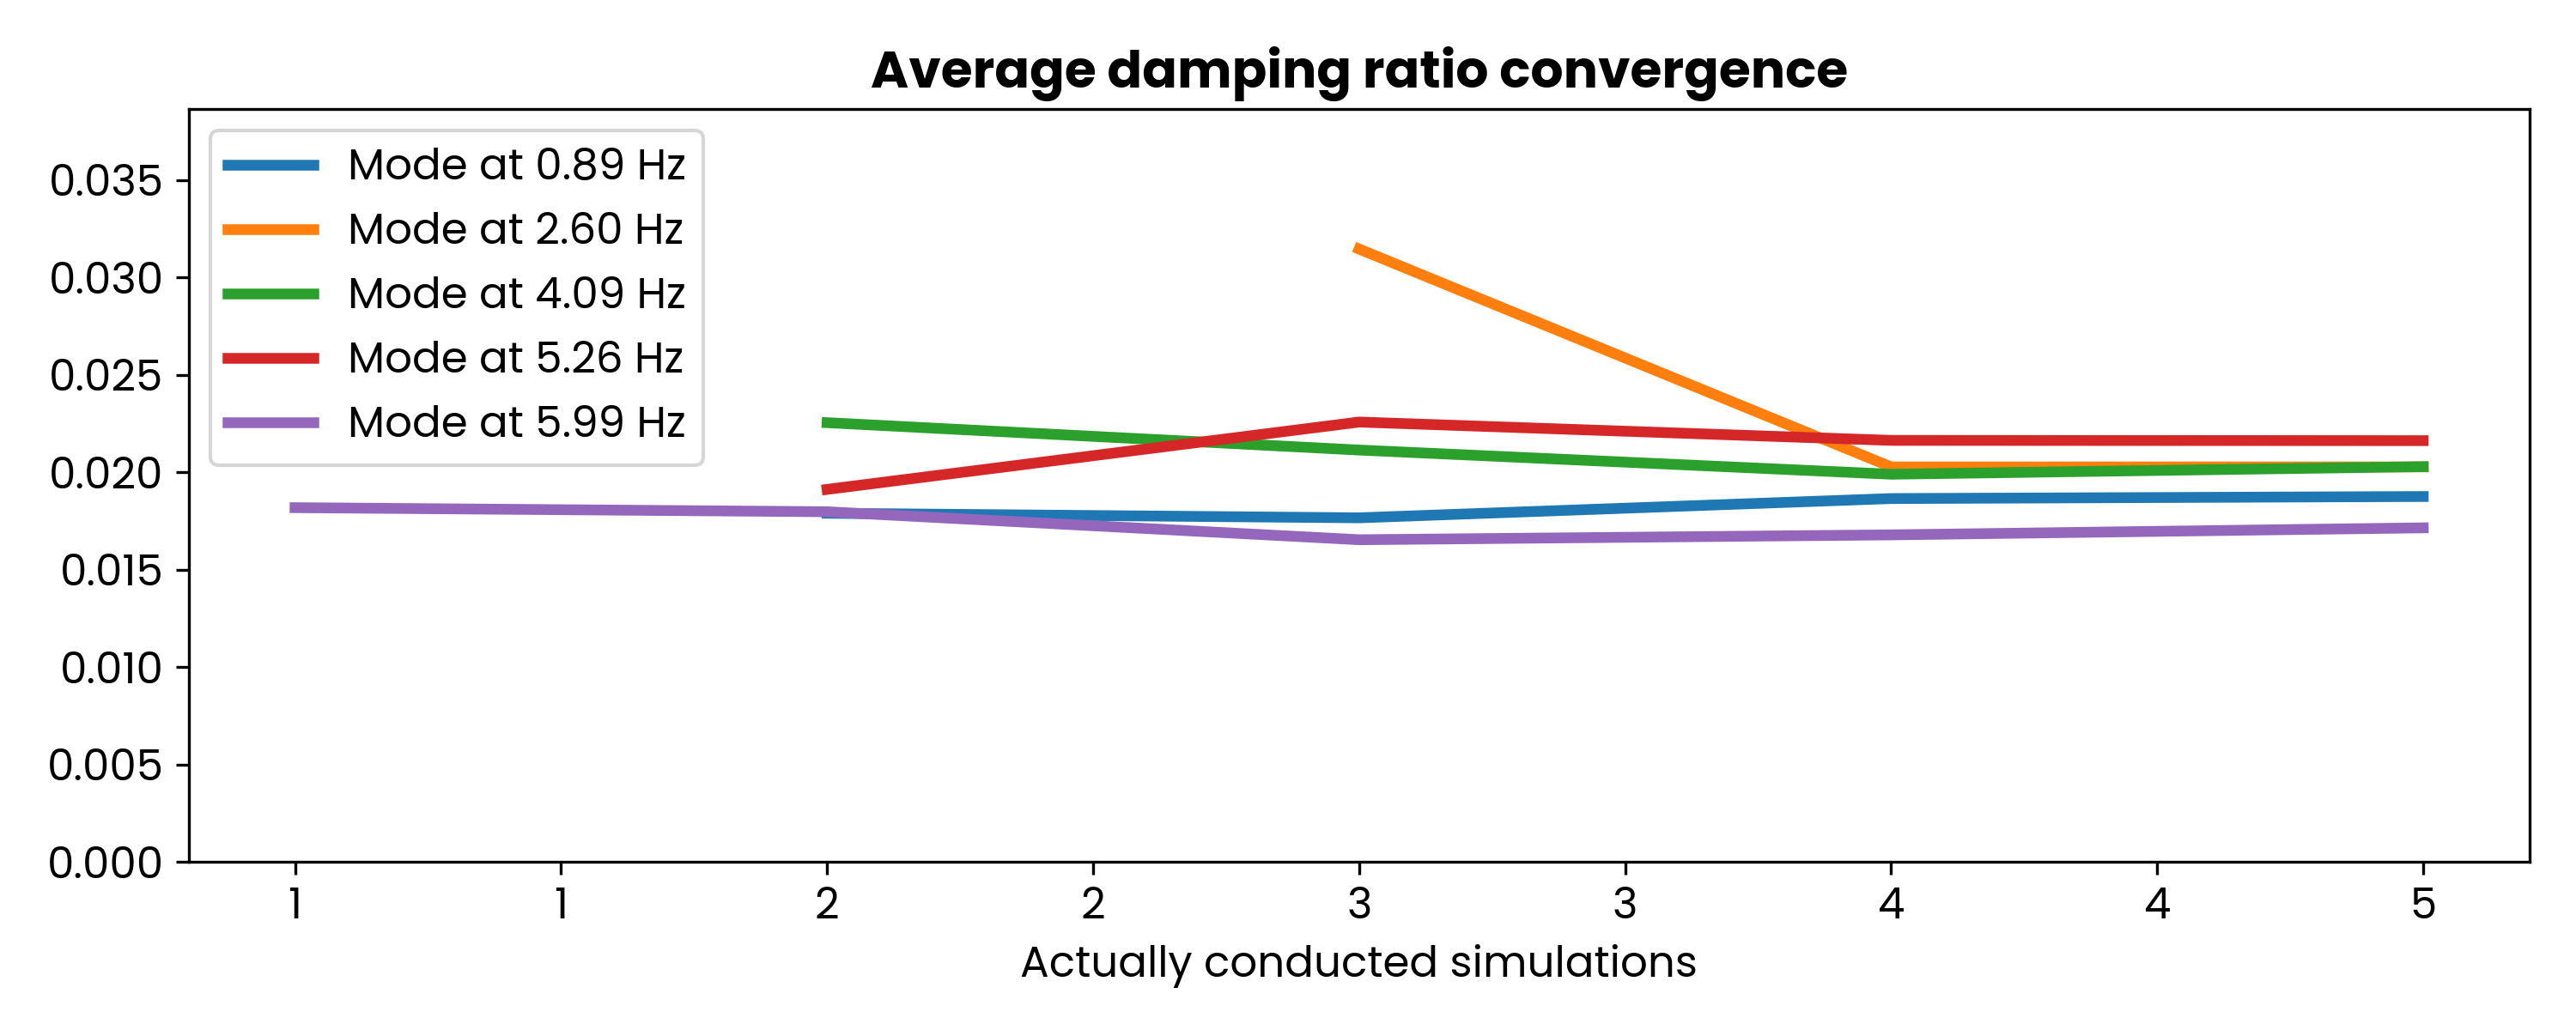 Average damping ratio convergence
Mode at 0.89 Hz
Mode at 2.60 Hz
Mode at 4.09 Hz
Mode at 5.26 Hz
Mode at 5.99 Hz
0.035
0.030
0.025
0.020
0.015
0.010
0.005
0.000
1 1 2 2 3 3 4 4 5
Actually conducted simulations